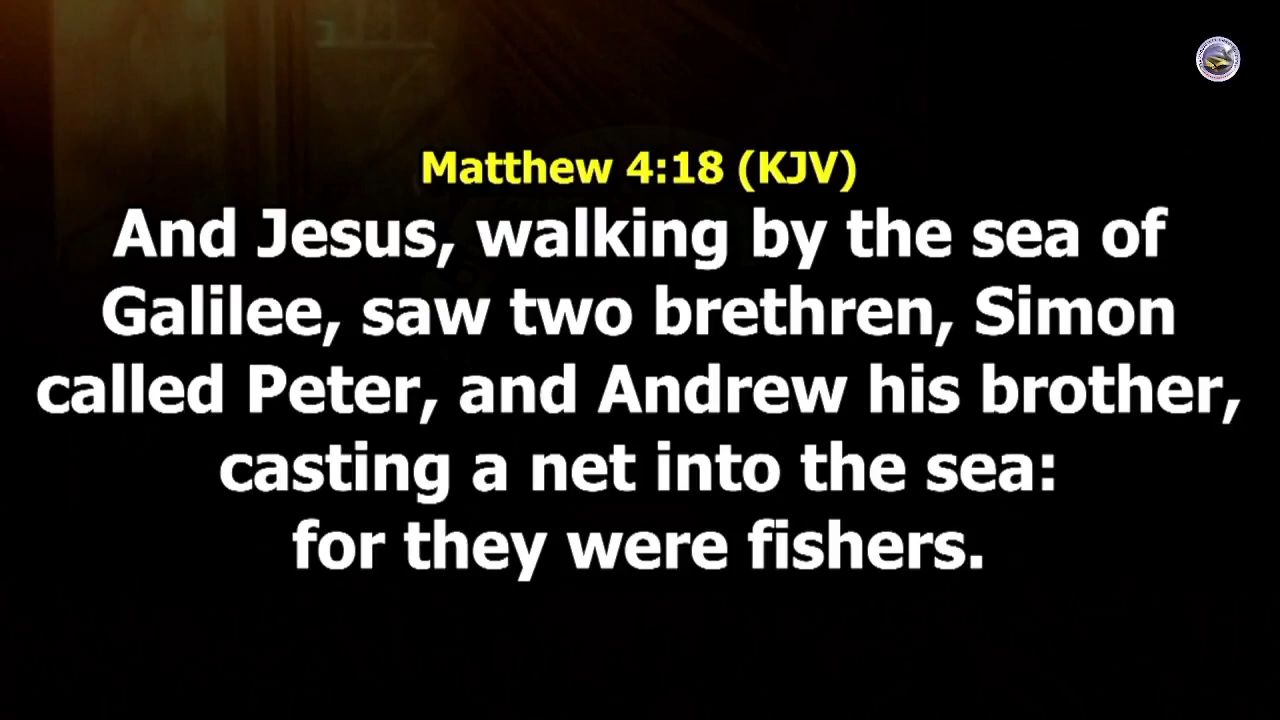 Matthew 4:18 (KJV)
And Jesus, walking by the sea of
Galilee, saw two brethren, Simon
called Peter, and Andrew his brother,
casting a net into the sea:
for they were fishers.